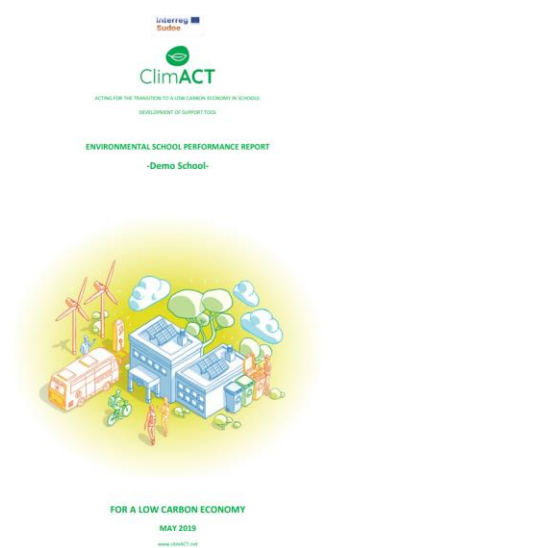 Interreg
Sudoe
ClimACT
ACTING FOR THE TRANSITION TO A LOW CARBON ECONOMY IN SCHOOLS
DEVELOPMENT OF SUPPORT TOOL
ENVIRONMENTAL SCHOOL PERFORMANCE REPORT
-Demo School-
FOR A LOW CARBON ECONOMY
MAY 2019
www.climACT.net